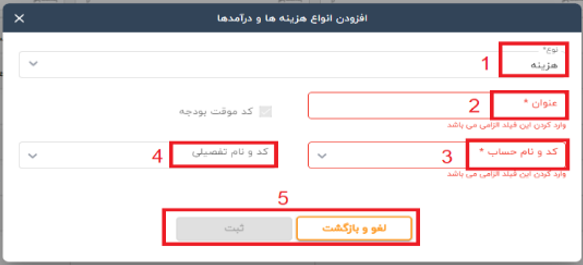 افزودن انواع هزینه ها و درآمدها
نوع*
هزینه
1
عنوان *
2
کد موقت بودجه
وارد کردن این فیلد الزامی می باشد
کد و نام حساب *
3
کد و نام تفصیلی
4
وارد کردن این فیلد الزامی می باشد
5
لغو و بازگشت
ثبت